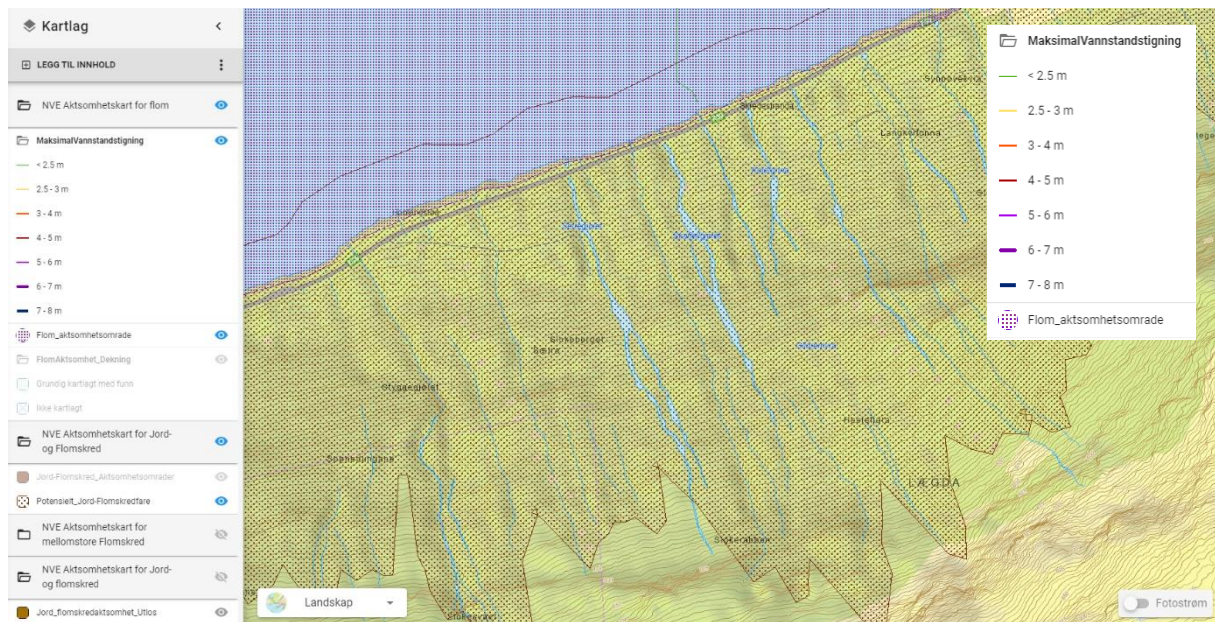 Kartlag
LEGG TIL INNHOLD
NVE Aktsomhetskart for flom
MaksimalVannstandstigning
< 2.5 m
2.5 - 3 m
3 - 4 m
4 - 5 m
5 - 6 m
6 - 7 m
7 - 8 m
Flom_aktsomhetsomrade
FlomAktsomhet_Dekning
Grundig kartlagt med funn
Ikke kartlagt
NVE Aktsomhetskart for Jord-
og Flomskred
Jord-Flomskred_Aktsomhetsområder
Potensielt_Jord-Flomskredfare
NVE Aktsomhetskart for
mellomstore Flomskred
NVE Aktsomhetskart for Jord-
og flomskred
Jord_flomskredaktsomhet_Utlos
MaksimalVannstandstigning
< 2.5 m
2.5 - 3 m
3 - 4 m
4 - 5 m
5 - 6 m
6 - 7 m
7 - 8 m
Flom_aktsomhetsomrade
Styggegjelet
LÆGDA
Slokerabben
Landskap
Fotostrøm